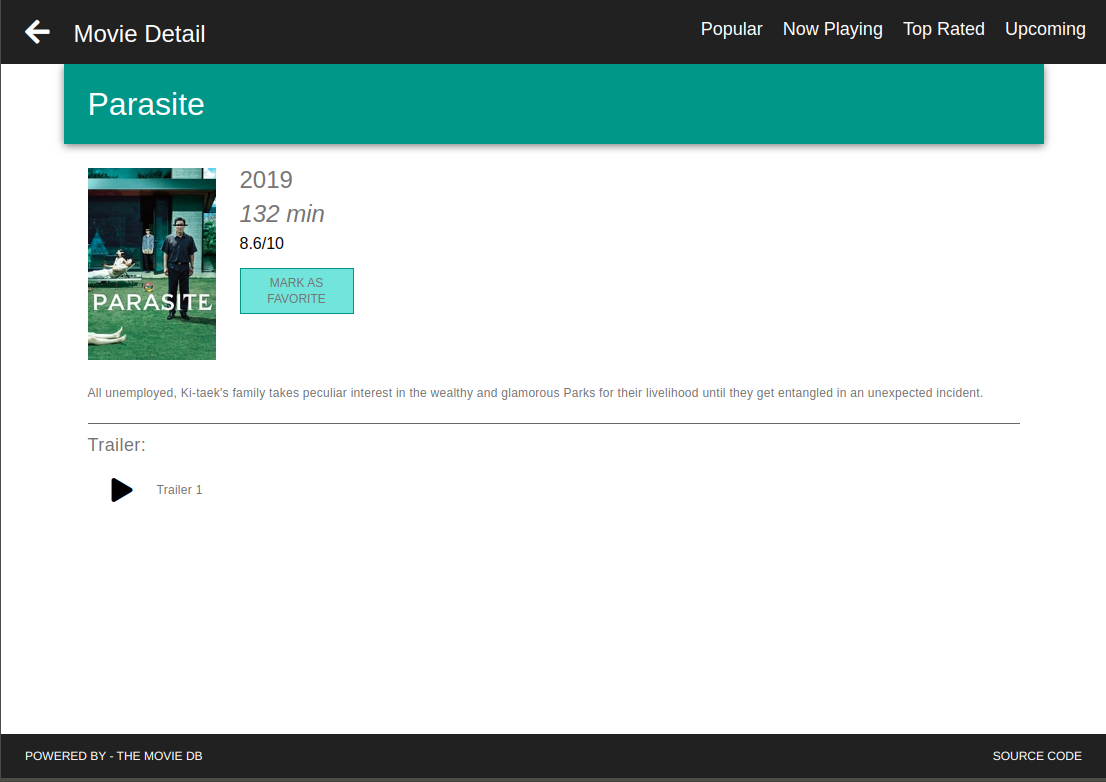 Movie Detail
Popular Now Playing Top Rated Upcoming
Parasite
PARASITE
2019
132 min
8.6/10
MARK AS
FAVORITE
All unemployed, Ki-taek's family takes peculiar interest in the wealthy and glamorous Parks for their livelihood until they get entangled in an unexpected incident.
Trailer:
Trailer 1
POWERED BY - THE MOVIE DB
SOURCE CODE